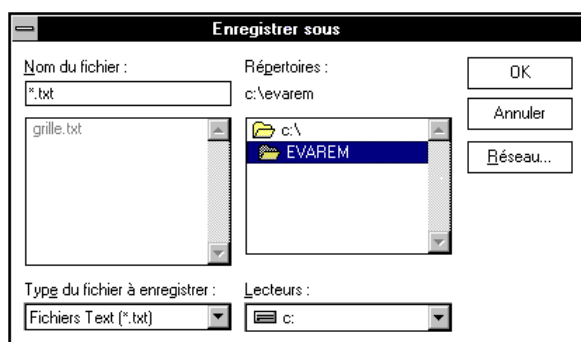 Enregistrer sous
Nom du fichier :
*.txt
grille.txt
Répertoires :
c:\evarem
c:\
EVAREM
OK
Annuler
Réseau...
Type du fichier à enregistrer :
Fichiers Text (*.txt)
Lecteurs :
c: